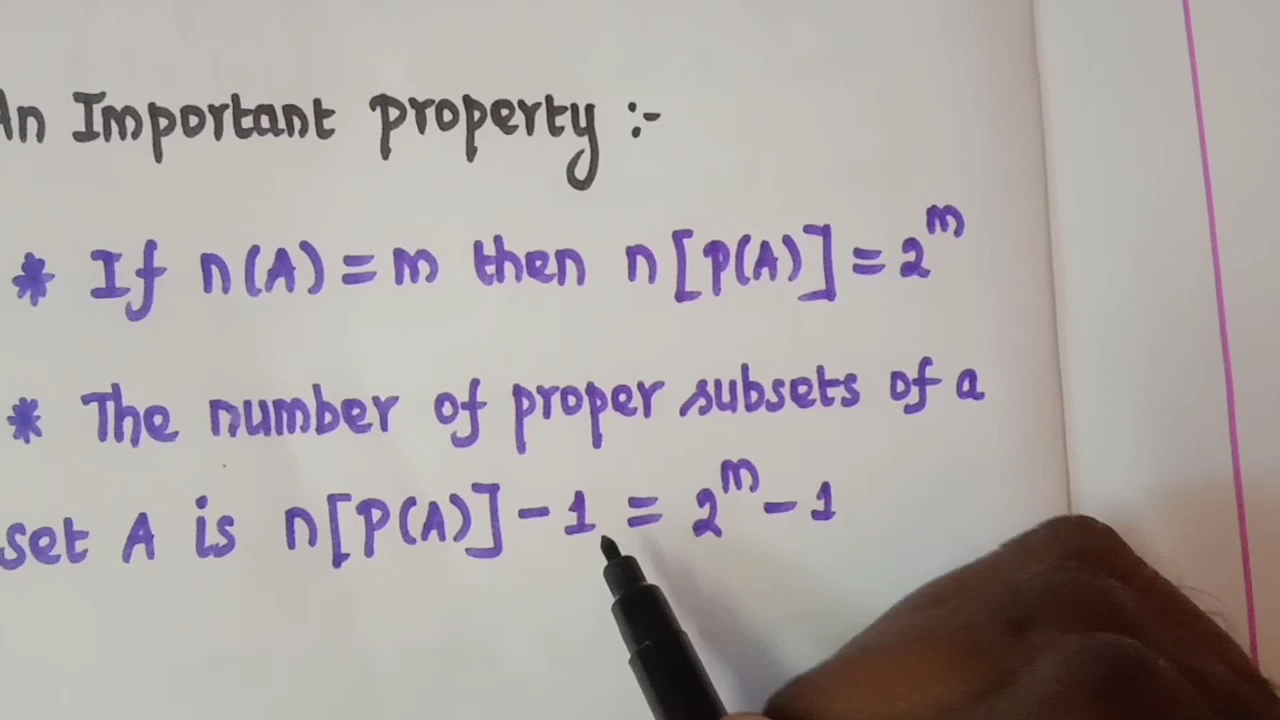 An Important property :-
* If n(A) = m then n[p(A)] = 2^m
* The number of proper subsets of a
set A is n[P(A)] - 1 = 2^m - 1